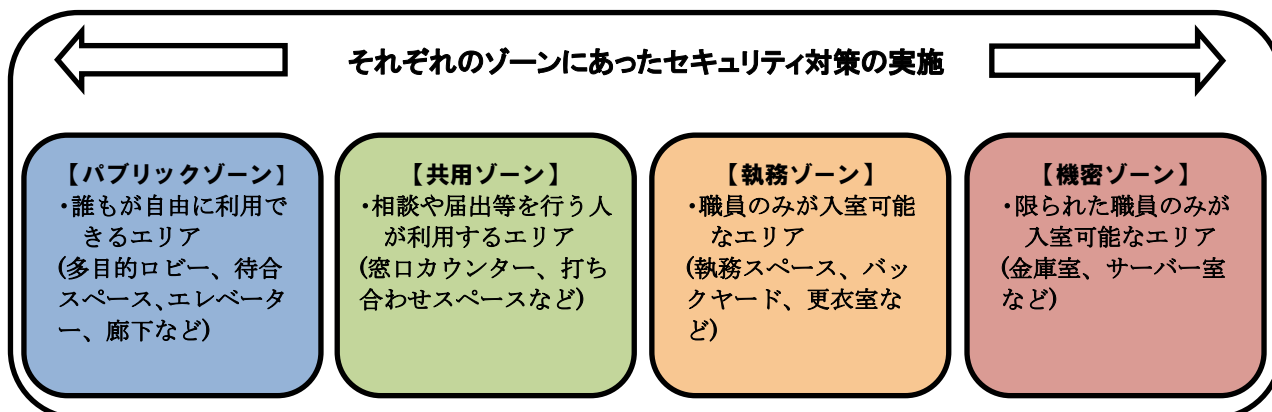 それぞれのゾーンにあったセキュリティ対策の実施
【パブリックゾーン】
・誰もが自由に利用で
きるエリア
(多目的ロビー、待合
スペース、エレベータ
ー、廊下など)
【共用ゾーン】
・相談や届出等を行う人
が利用するエリア
(窓口カウンター、打ち
合わせスペースなど)
【執務ゾーン】
・職員のみが入室可能
なエリア
(執務スペース、バッ
クヤード、更衣室な
ど)
【機密ゾーン】
・限られた職員のみが
入室可能なエリア
(金庫室、サーバー室
など)